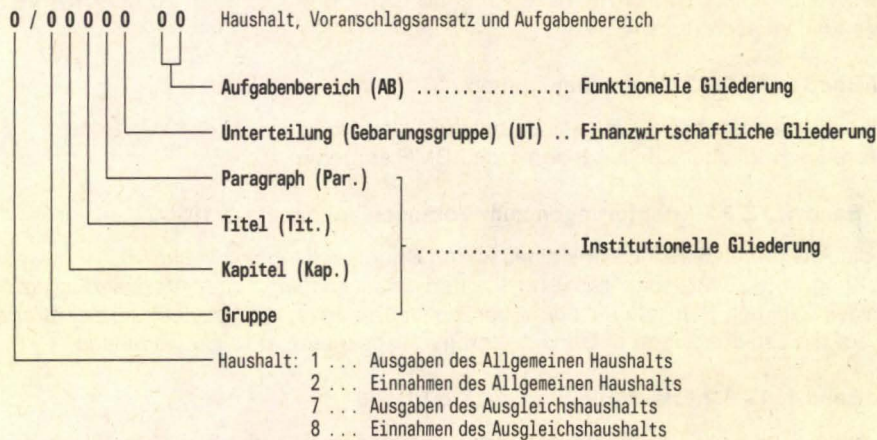 0 / 0 0 0 0 0 0 0 Haushalt, Voranschlagsansatz und Aufgabenbereich
Aufgabenbereich (AB) ................. Funktionelle Gliederung
Unterteilung (Gebarungsgruppe) (UT) .. Finanzwirtschaftliche Gliederung
Paragraph (Par.)
Titel (Tit.)
.................... Institutionelle Gliederung
Kapitel (Kap.)
Gruppe
Haushalt: 1 ... Ausgaben des Allgemeinen Haushalts
2 ... Einnahmen des Allgemeinen Haushalts
7 ... Ausgaben des Ausgleichshaushalts
8 ... Einnahmen des Ausgleichshaushalts